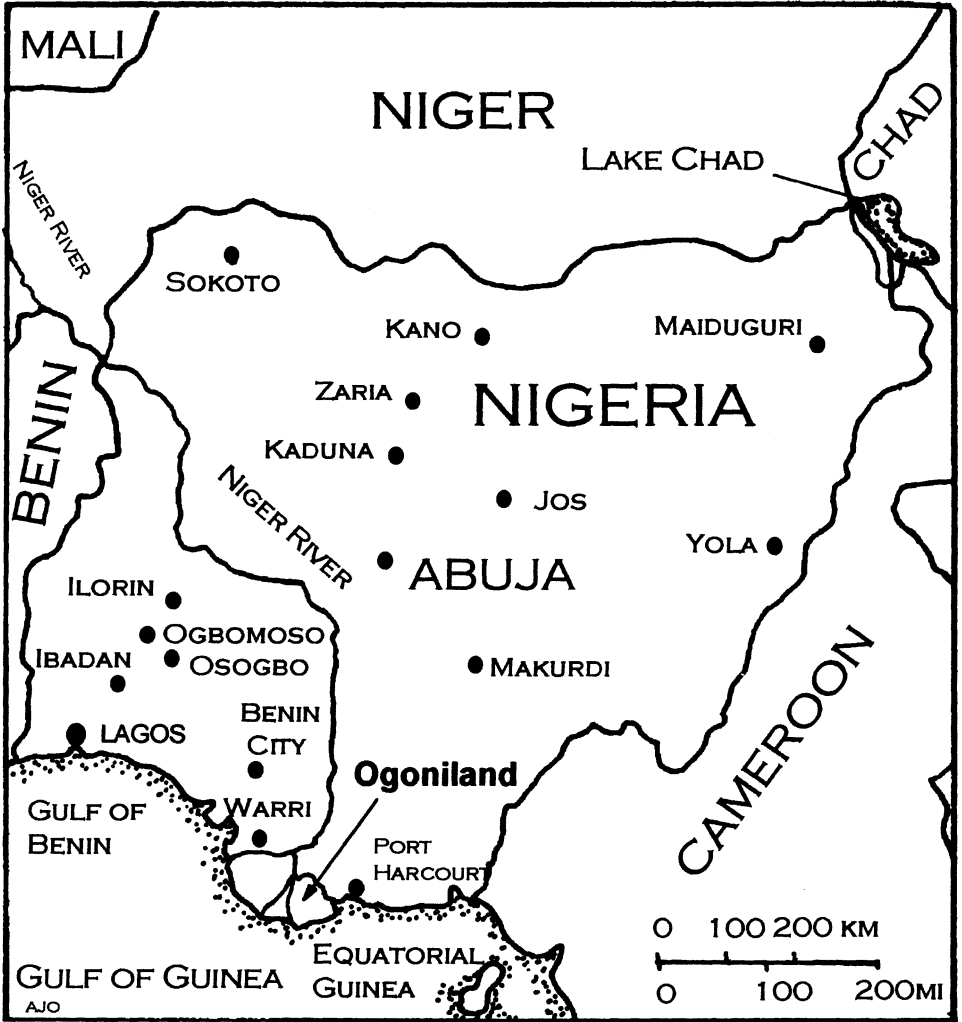 MALI
NIGER
CHAD
LAKE CHAD
NIGER RIVER
SOKOTO
KANO
MAIDUGURI
ZARIA
NIGERIA
BENIN
KADUNA
NIGER RIVER
JOS
YOLA
ABUJA
ILORIN
OGBOMOSO
IBADAN
OSOGBO
MAKURDI
LAGOS
BENIN
CITY
Ogoniland
CAMEROON
GULF OF
BENIN
WARRI
PORT
HARCOURT
0 100 200 KM
0 100 200MI
EQUATORIAL
GUINEA
GULF OF GUINEA
AJO